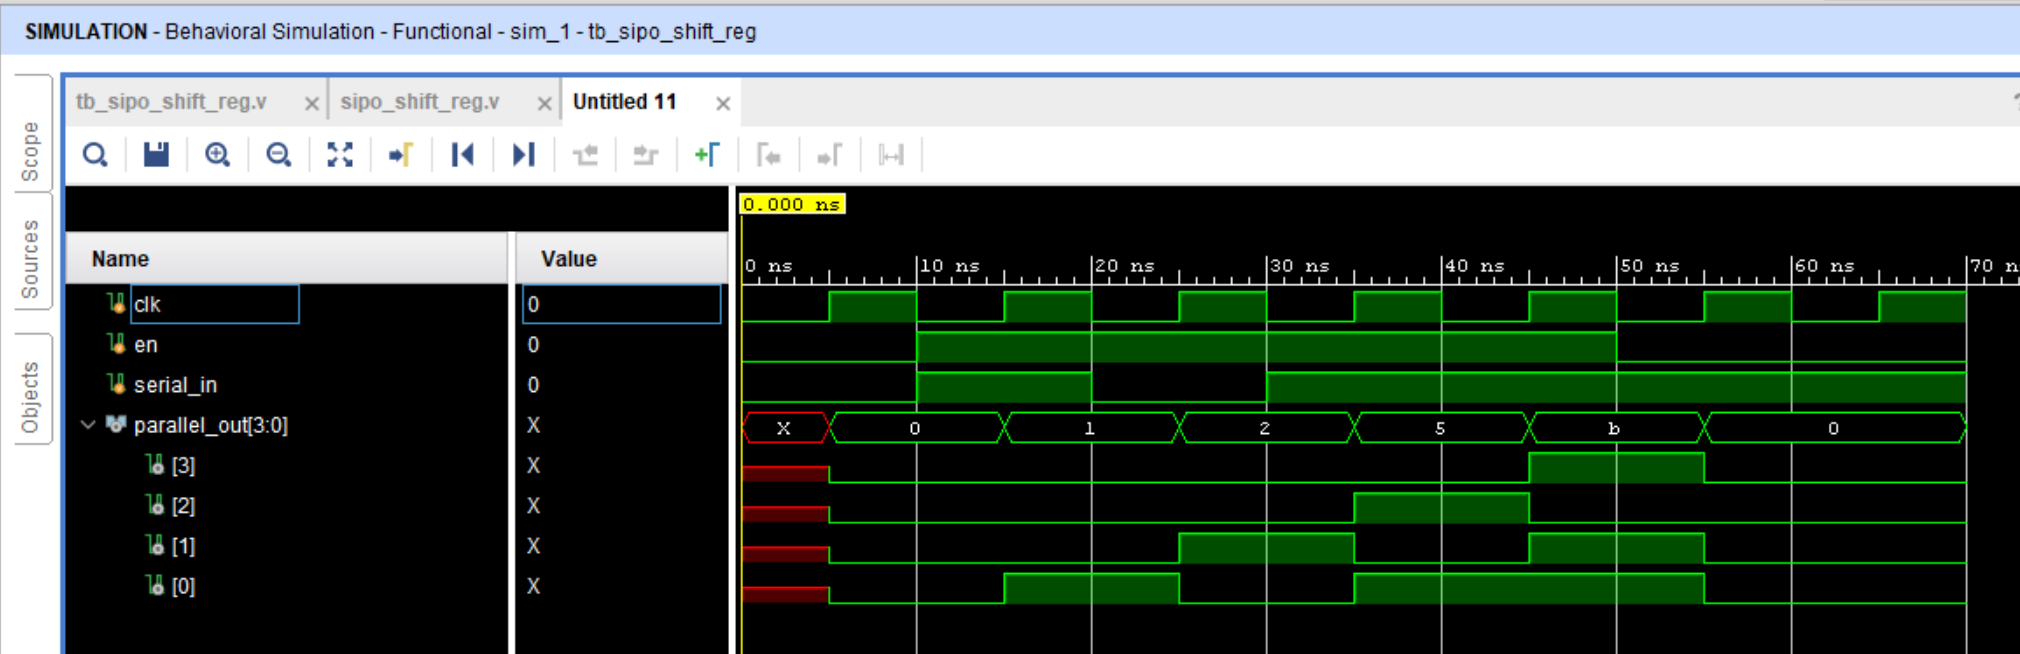 SIMULATION - Behavioral Simulation - Functional - sim_1 - tb_sipo_shift_reg
Scope
Sources
Objects
tb_sipo_shift_reg.v
sipo_shift_reg.v
Untitled 11
?
0.000 ns
Name Value
0 ns 10 ns 20 ns 30 ns 40 ns 50 ns 60 ns 70 n
clk 0
en 0
serial_in 0
parallel_out[3:0] X X 0 1 2 5 b 0
[3] X
[2] X
[1] X
[0] X